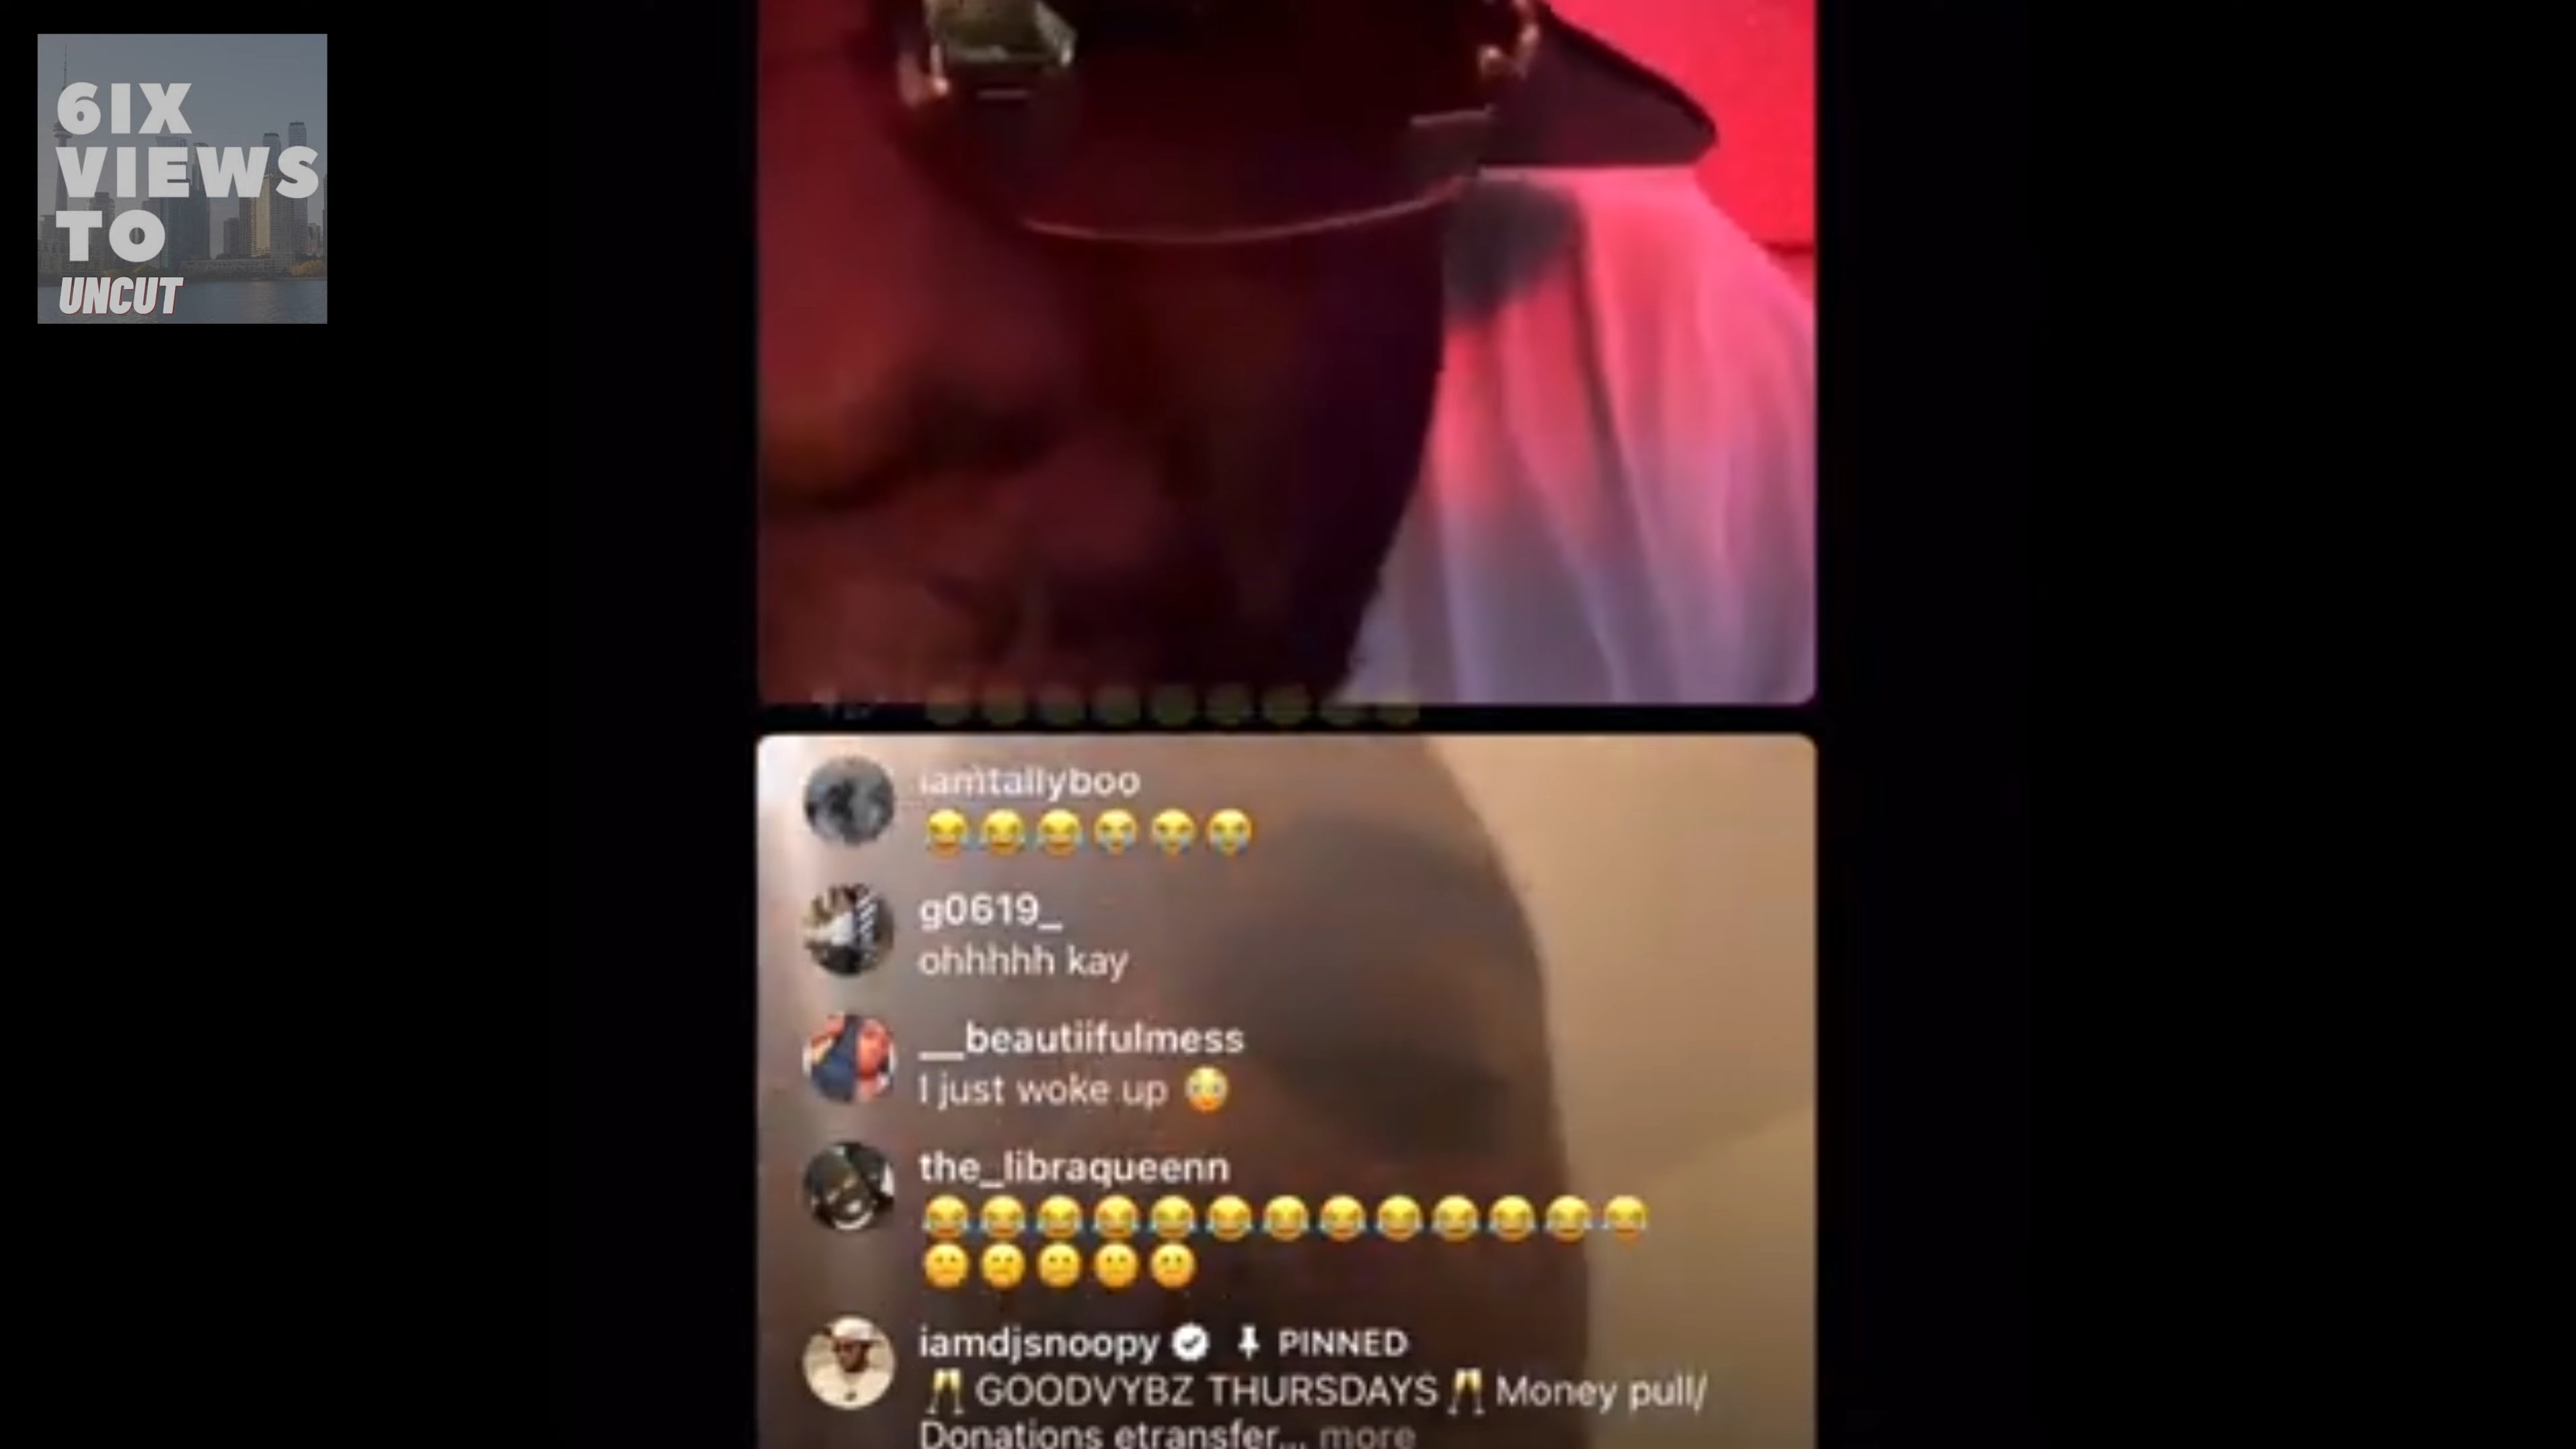 6IX
VIEWS
TO
UNCUT
iamtallyboo
😂😂😂😭😭😭
g0619_
ohhhhh kay
__beautiifulmess
I just woke up 😳
the_libraqueenn
😂😂😂😂😂😂😂😂😂😂😂😂😂
iamdjsnoopy PINNED
🥂 GOODVYBZ THURSDAYS 🥂 Money pull/
Donations etransfer... more